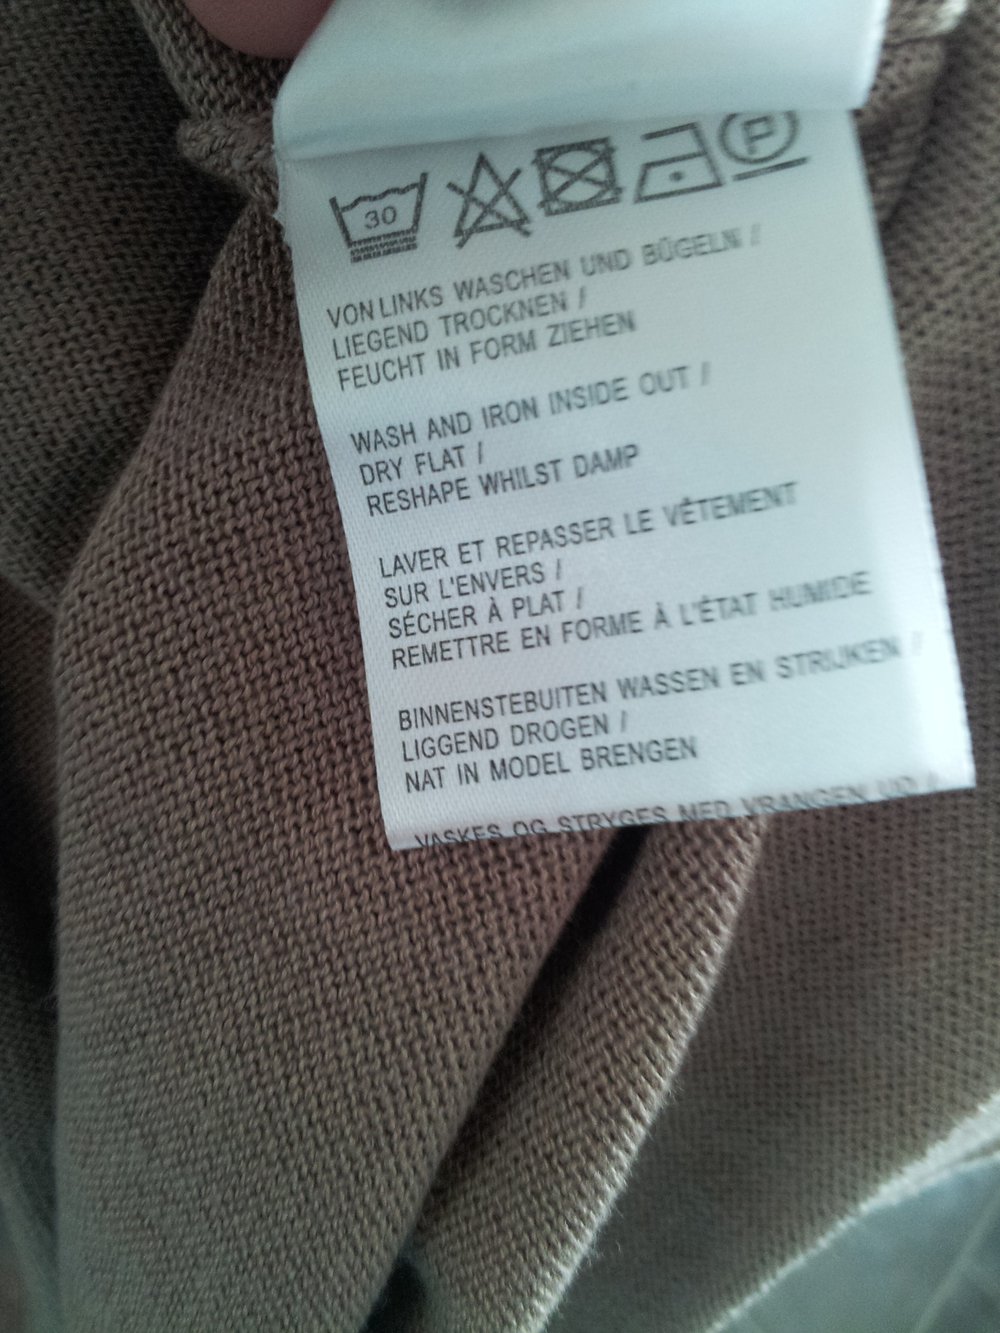 30 P
VON LINKS WASCHEN UND BÜGELN /
LIEGEND TROCKNEN /
FEUCHT IN FORM ZIEHEN
WASH AND IRON INSIDE OUT /
DRY FLAT /
RESHAPE WHILST DAMP
LAVER ET REPASSER LE VÊTEMENT
SUR L'ENVERS /
SÉCHER À PLAT /
REMETTRE EN FORME À L'ÉTAT HUMIDE
BINNENSTEBUITEN WASSEN EN STRIJKEN /
LIGGEND DROGEN /
NAT IN MODEL BRENGEN
VASKES OG STRYGES MED VRANGEN UD /